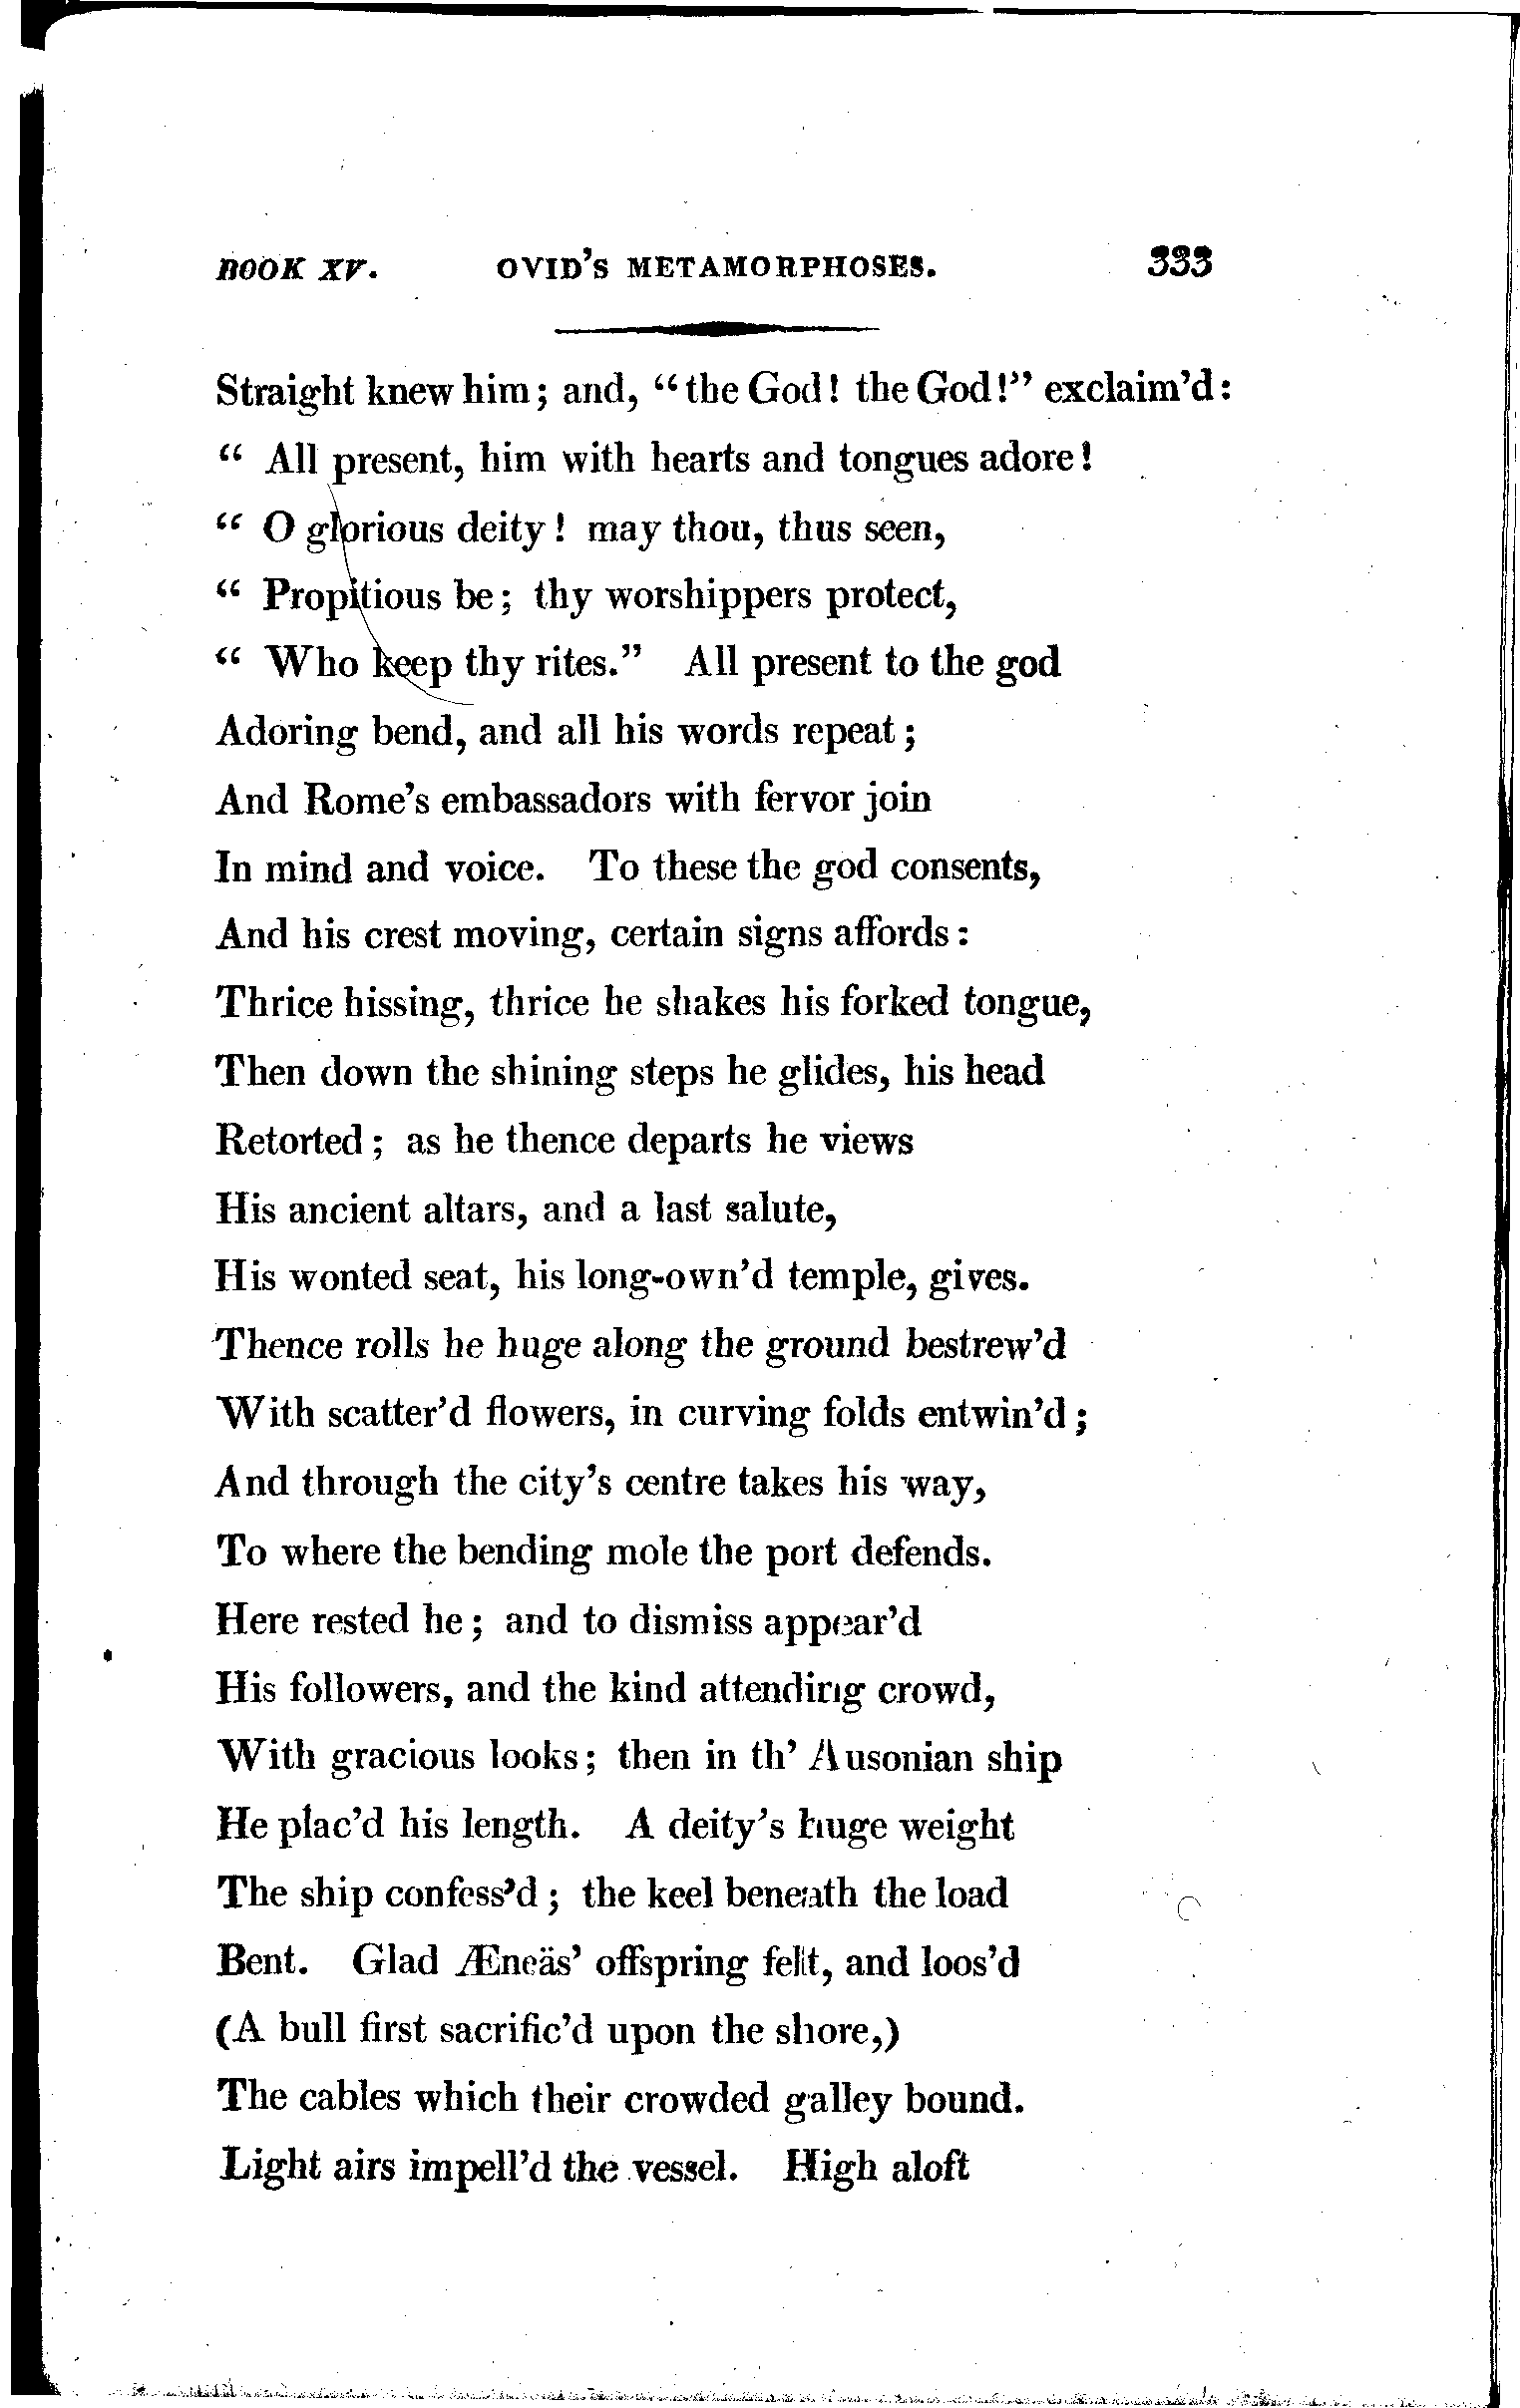 BOOK XV. OVID'S METAMORPHOSES. 333
Straight knew him; and, "the God! the God!" exclaim'd:
" All present, him with hearts and tongues adore!
" O glorious deity! may thou, thus seen,
" Propitious be; thy worshippers protect,
" Who keep thy rites." All present to the god
Adoring bend, and all his words repeat;
And Rome's embassadors with fervor join
In mind and voice. To these the god consents,
And his crest moving, certain signs affords:
Thrice hissing, thrice he shakes his forked tongue,
Then down the shining steps he glides, his head
Retorted; as he thence departs he views
His ancient altars, and a last salute,
His wonted seat, his long-own'd temple, gives.
Thence rolls he huge along the ground bestrew'd
With scatter'd flowers, in curving folds entwin'd;
And through the city's centre takes his way,
To where the bending mole the port defends.
Here rested he; and to dismiss appear'd
His followers, and the kind attending crowd,
With gracious looks; then in th' Ausonian ship
He plac'd his length. A deity's huge weight
The ship confess'd; the keel beneath the load
Bent. Glad Æneäs' offspring felt, and loos'd
(A bull first sacrific'd upon the shore,)
The cables which their crowded galley bound.
Light airs impell'd the vessel. High aloft